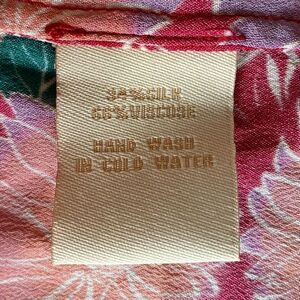 34%SILK
66%VISCOSE
HAND WASH
IN COLD WATER